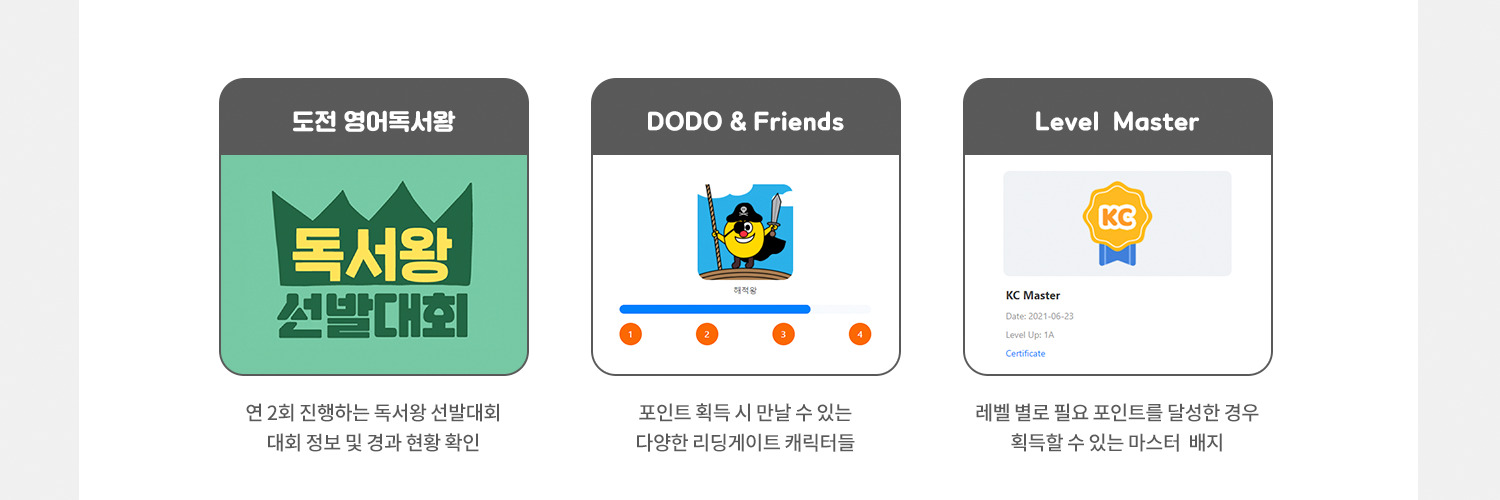 도전 영어독서왕
독서왕
선발대회
연 2회 진행하는 독서왕 선발대회
대회 정보 및 경과 현황 확인
DODO & Friends
해적왕
1 2 3 4
포인트 획득 시 만날 수 있는
다양한 리딩게이트 캐릭터들
Level Master
KC
KC Master
Date: 2021-06-23
Level Up: 1A
Certificate
레벨 별로 필요 포인트를 달성한 경우
획득할 수 있는 마스터 배지